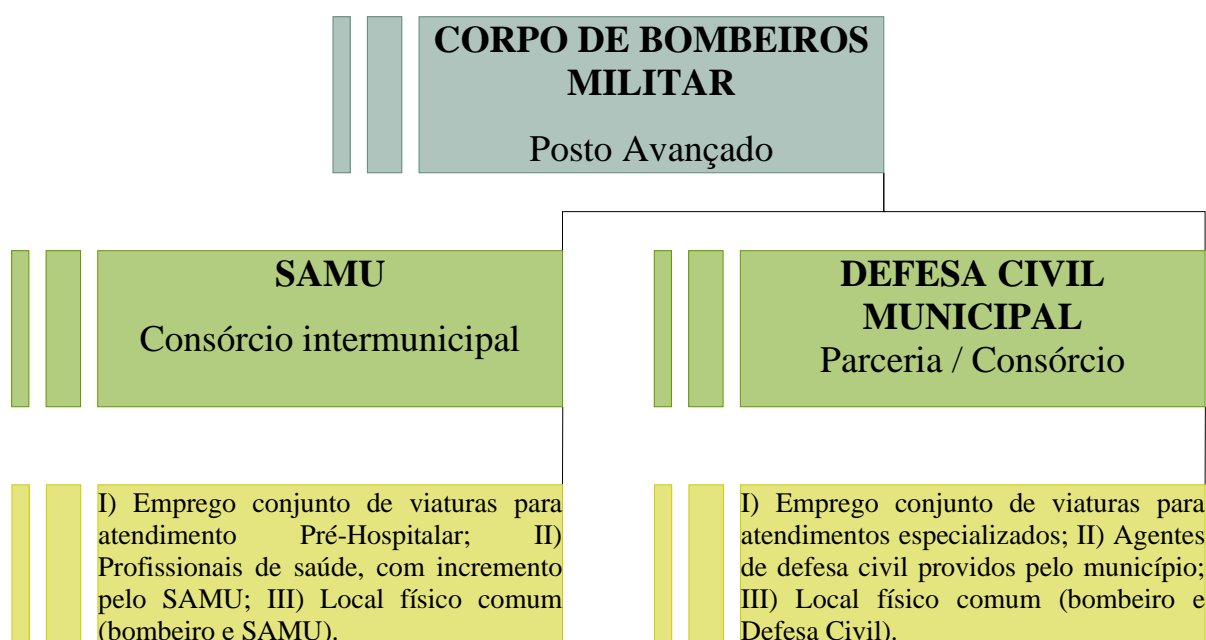 CORPO DE BOMBEIROS
MILITAR
Posto Avançado
SAMU
Consórcio intermunicipal
DEFESA CIVIL
MUNICIPAL
Parceria / Consórcio
I) Emprego conjunto de viaturas para
atendimento Pré-Hospitalar; II)
Profissionais de saúde, com incremento
pelo SAMU; III) Local físico comum
(bombeiro e SAMU).
I) Emprego conjunto de viaturas para
atendimentos especializados; II) Agentes
de defesa civil providos pelo município;
III) Local físico comum (bombeiro e
Defesa Civil).